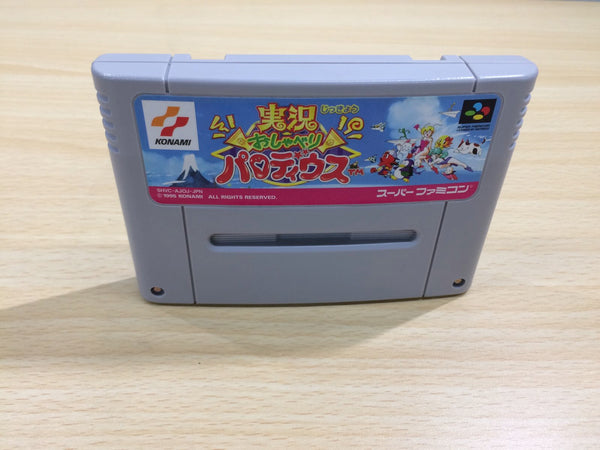 KONAMI
じっきょう
実況
おしゃべり
パロディウス
TM
SHVC-AJOJ-JPN
© 1995 KONAMI ALL RIGHTS RESERVED.
スーパーファミコン